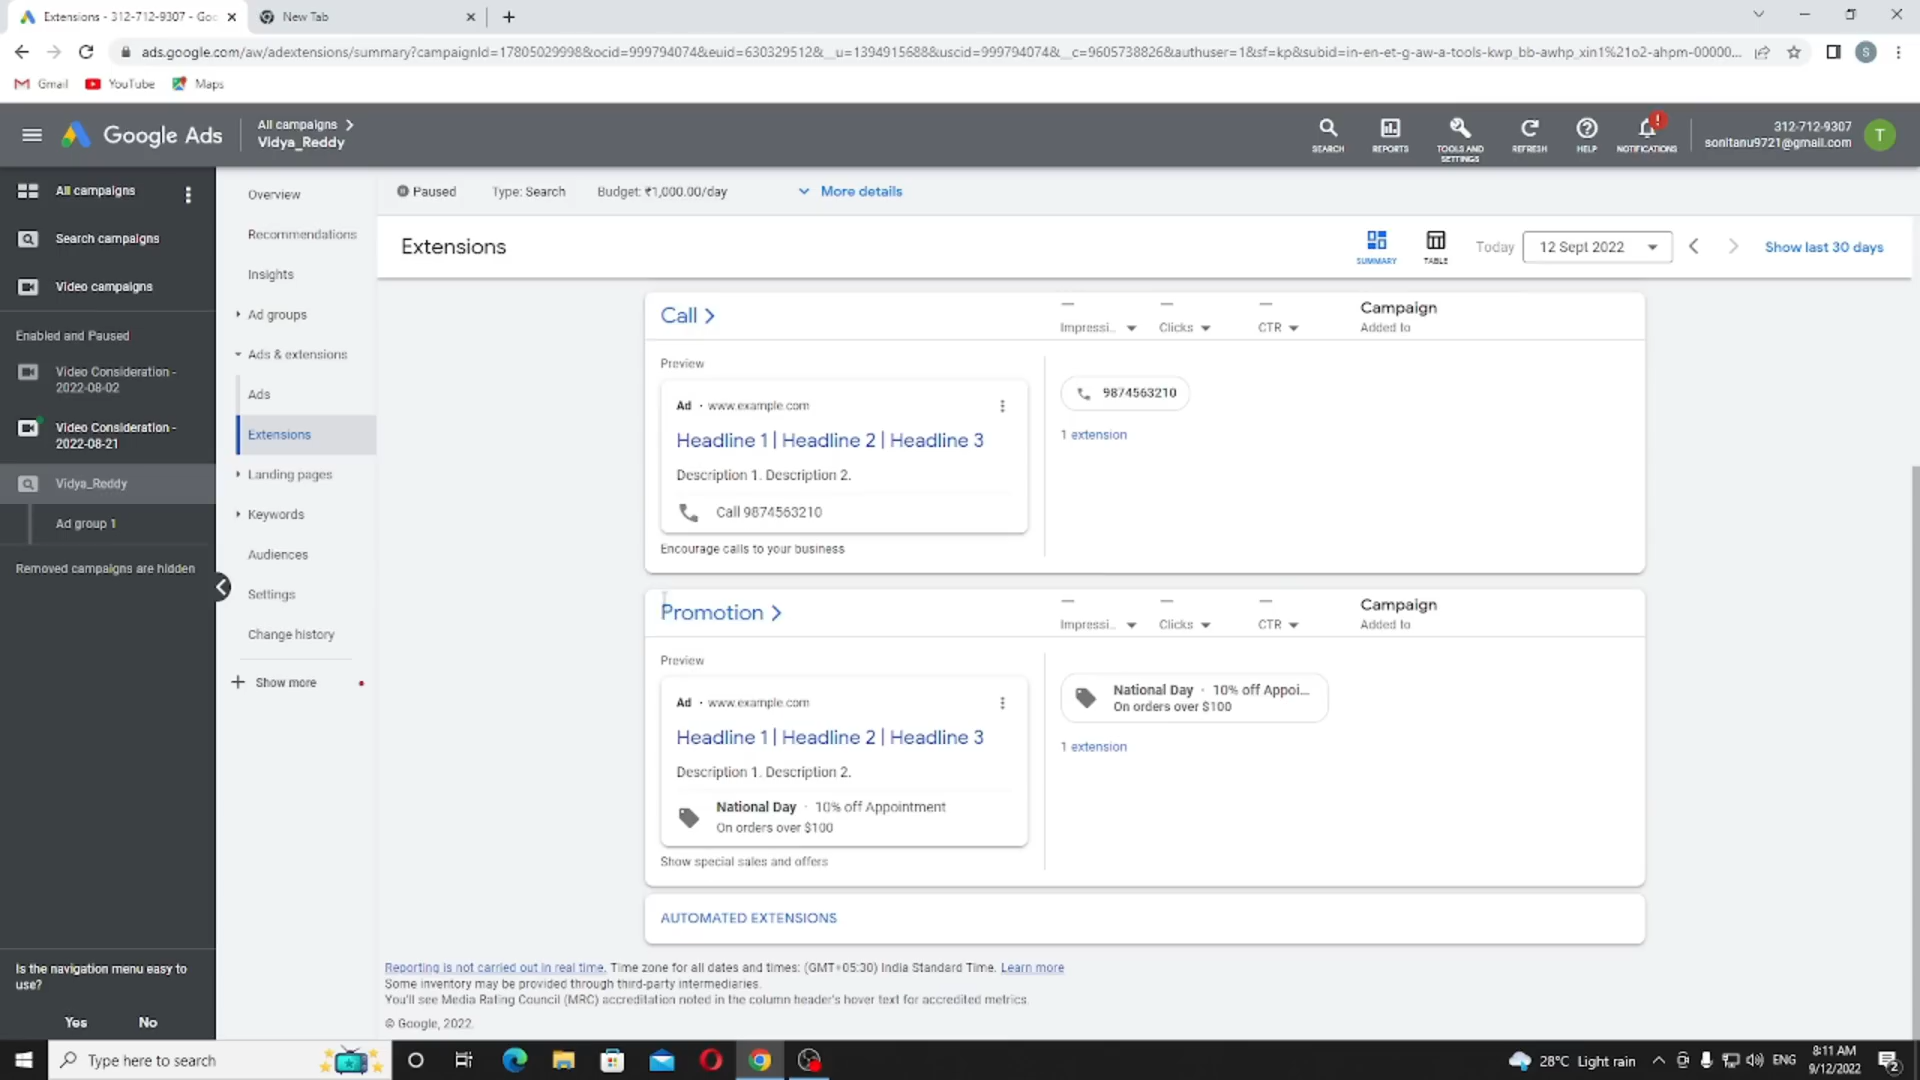 Extensions - 312-712-9307 - Goo
New Tab
ads.google.com/aw/adextensions/summary?campaignId=17805029998&ocid=999794074&euid=630329512&__u=1394915688&uscid=999794074&__c=9605738826&authuser=1&sf=kp&subid=in-en-et-g-aw-a-tools-kwp_bb-awhp_xin1%21o2-ahpm-00000...
S
Gmail
YouTube
Maps
Google Ads
All campaigns
Vidya_Reddy
SEARCH
REPORTS
TOOLS AND SETTINGS
REFRESH
HELP
!
NOTIFICATIONS
312-712-9307
sonitanu9721@gmail.com
T
All campaigns
Search campaigns
Video campaigns
Enabled and Paused
Video Consideration -
2022-08-02
Video Consideration -
2022-08-21
Vidya_Reddy
Ad group 1
Removed campaigns are hidden
Is the navigation menu easy to
use?
Yes
No
Overview
Recommendations
Insights
Ad groups
Ads & extensions
Ads
Extensions
Landing pages
Keywords
Audiences
Settings
Change history
Show more
Paused
Type: Search
Budget: ₹1,000.00/day
More details
Extensions
SUMMARY
TABLE
Today
12 Sept 2022
Show last 30 days
Call
—
Impressi...
—
Clicks
—
CTR
Campaign
Added to
Preview
Ad · www.example.com
Headline 1 | Headline 2 | Headline 3
Description 1. Description 2.
Call 9874563210
Encourage calls to your business
9874563210
1 extension
Promotion
—
Impressi...
—
Clicks
—
CTR
Campaign
Added to
Preview
Ad · www.example.com
Headline 1 | Headline 2 | Headline 3
Description 1. Description 2.
National Day · 10% off Appointment
On orders over $100
Show special sales and offers
National Day · 10% off Appoi...
On orders over $100
1 extension
AUTOMATED EXTENSIONS
Reporting is not carried out in real time. Time zone for all dates and times: (GMT+05:30) India Standard Time. Learn more
Some inventory may be provided through third-party intermediaries.
You'll see Media Rating Council (MRC) accreditation noted in the column header's hover text for accredited metrics.
© Google, 2022.
Type here to search
28°C Light rain
ENG
8:11 AM
9/12/2022
2